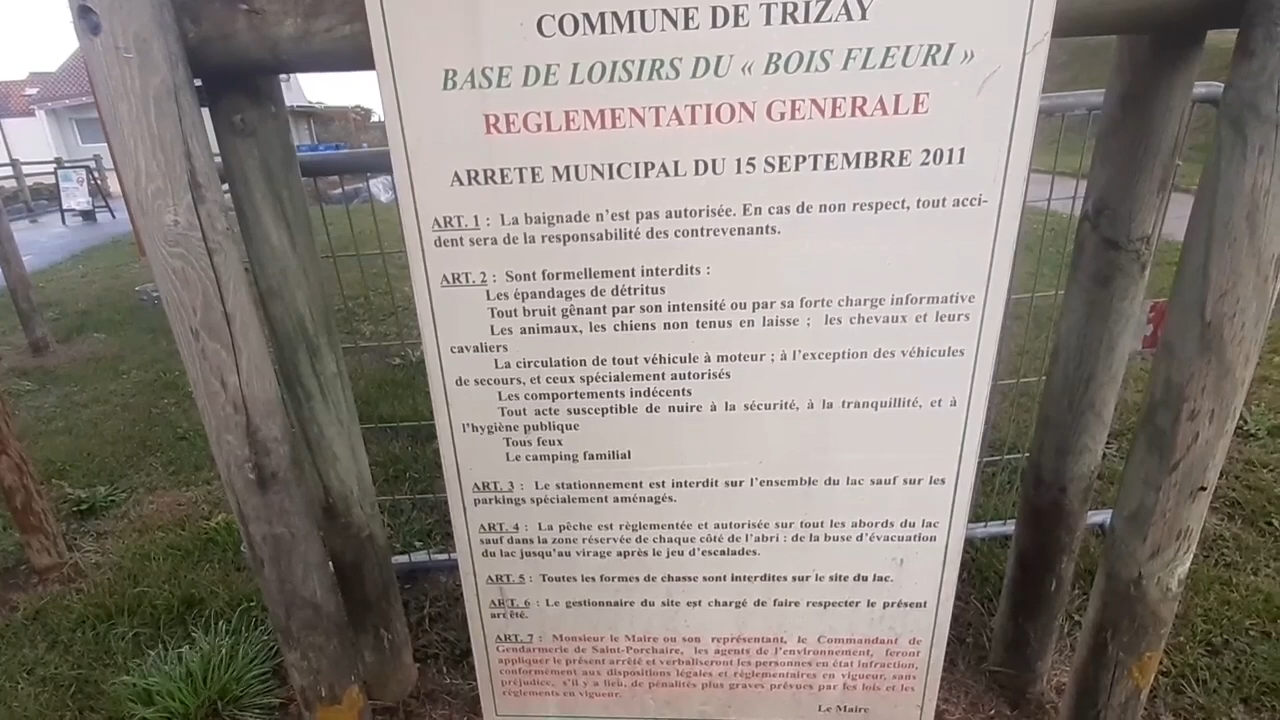 COMMUNE DE TRIZAY
BASE DE LOISIRS DU « BOIS FLEURI »
REGLEMENTATION GENERALE
ARRETE MUNICIPAL DU 15 SEPTEMBRE 2011
ART. 1 : La baignade n'est pas autorisée. En cas de non respect, tout acci-
dent sera de la responsabilité des contrevenants.
ART. 2 : Sont formellement interdits :
Les épandages de détritus
Tout bruit gênant par son intensité ou par sa forte charge informative
Les animaux, les chiens non tenus en laisse ; les chevaux et leurs
cavaliers
La circulation de tout véhicule à moteur ; à l'exception des véhicules
de secours, et ceux spécialement autorisés
Les comportements indécents
Tout acte susceptible de nuire à la sécurité, à la tranquillité, et à
l'hygiène publique
Tous feux
Le camping familial
ART. 3 : Le stationnement est interdit sur l'ensemble du lac sauf sur les
parkings spécialement aménagés.
ART. 4 : La pêche est règlementée et autorisée sur tout les abords du lac
sauf dans la zone réservée de chaque côté de l'abri : de la buse d'évacuation
du lac jusqu'au virage après le jeu d'escalades.
ART. 5 : Toutes les formes de chasse sont interdites sur le site du lac.
ART. 6 : Le gestionnaire du site est chargé de faire respecter le présent
arrêté.
ART. 7 : Monsieur le Maire ou son représentant, le Commandant de
Gendarmerie de Saint-Porchaire, les agents de l'environnement, feront
appliquer le présent arrêté et verbaliseront les personnes en état infraction,
conformément aux dispositions légales et règlementaires en vigueur, sans
préjudice, s'il y a lieu, de pénalités plus graves prévues par les lois et les
règlements en vigueur.
Le Maire